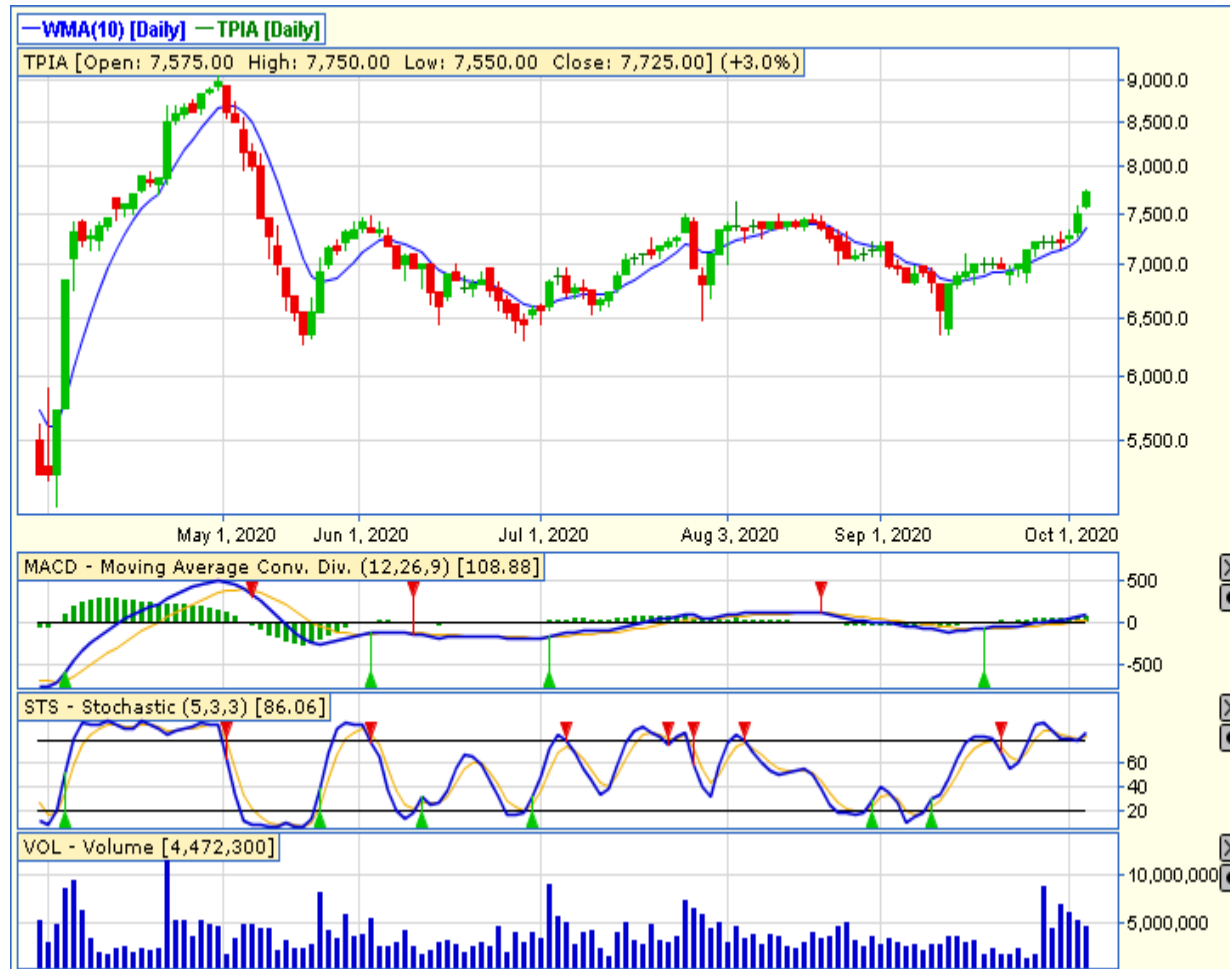 WMA(10) [Daily] TPIA [Daily]
TPIA [Open: 7,575.00 High: 7,750.00 Low: 7,550.00 Close: 7,725.00] (+3.0%)
9,000.0
8,500.0
8,000.0
7,500.0
7,000.0
6,500.0
6,000.0
5,500.0
May 1, 2020 Jun 1, 2020 Jul 1, 2020 Aug 3, 2020 Sep 1, 2020 Oct 1, 2020
MACD - Moving Average Conv. Div. (12,26,9) [108.88]
500
0
-500
STS - Stochastic (5,3,3) [86.06]
60
40
20
VOL - Volume [4,472,300]
10,000,000
5,000,000